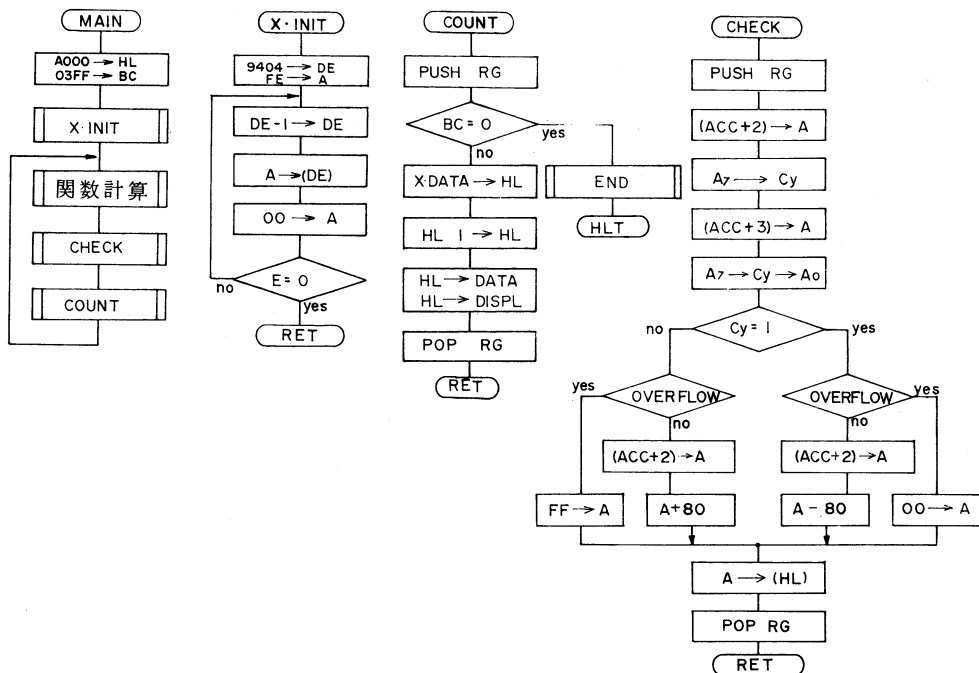 MAIN
A000 → HL
03FF → BC
X·INIT
関数計算
CHECK
COUNT
X·INIT
9404 → DE
FE → A
DE-1 → DE
A → (DE)
00 → A
E = 0
no
yes
RET
COUNT
PUSH RG
BC = 0
yes
no
X·DATA → HL
END
HLT
HL 1 → HL
HL → DATA
HL → DISPL
POP RG
RET
CHECK
PUSH RG
(ACC+2) → A
A7 → Cy
(ACC+3) → A
A7 → Cy → A0
Cy = 1
no
yes
yes
OVERFLOW
no
OVERFLOW
yes
no
(ACC+2) → A
(ACC+2) → A
FF → A
A+80
A-80
00 → A
A → (HL)
POP RG
RET